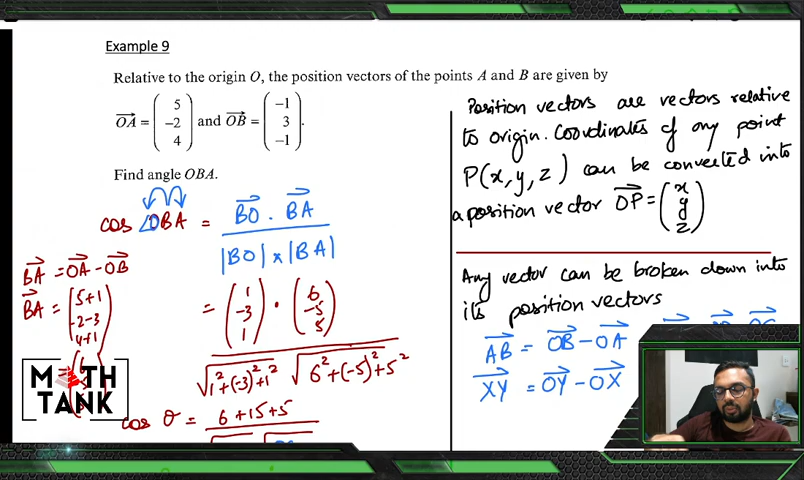 Example 9
Relative to the origin O, the position vectors of the points A and B are given by
OA = ( 5 -2 4 ) and OB = ( -1 3 -1 ).
Find angle OBA.
cos ∠OBA = BO . BA
|BO| × |BA|
BA = OA - OB
BA = ( 5+1 -2-3 4+1 )
= ( 1 -3 1 ) . ( 6 -5 5 )
√1²+(-3)²+1² √6²+(-5)²+5²
cos θ = 6+15+5
MATH
TANK
Position vectors are vectors relative
to origin. Coordinates of any point
P(x, y, z) can be converted into
a position vector OP = ( x y z )
Any vector can be broken down into
its position vectors
AB = OB - OA
XY = OY - OX